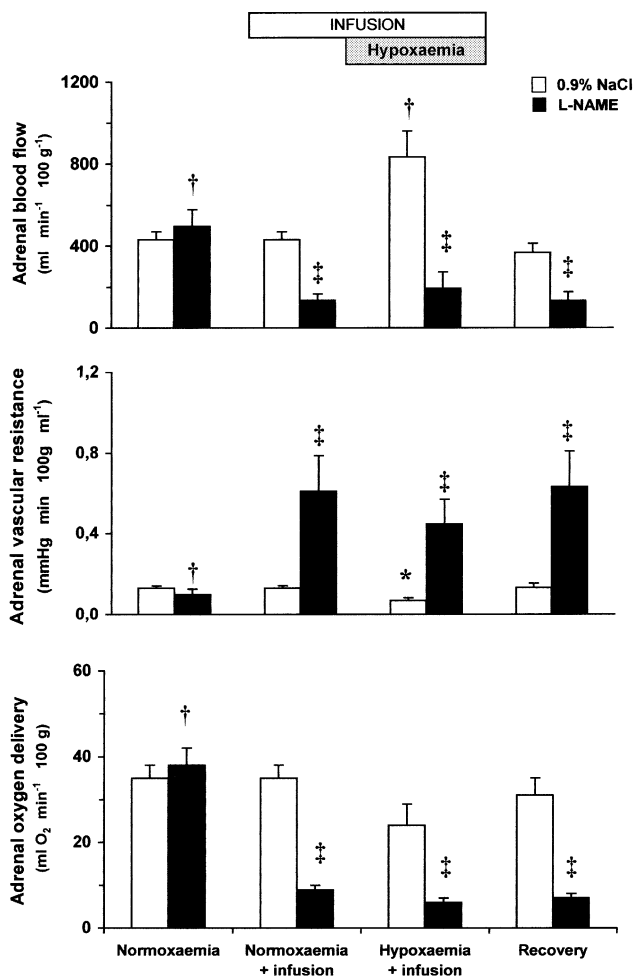 INFUSION
Hypoxaemia
0.9% NaCl
L-NAME
Adrenal blood flow
(ml min⁻¹ 100 g⁻¹)
1200
800
400
0
†
‡
†
‡
‡
Adrenal vascular resistance
(mmHg min 100g ml⁻¹)
1,2
0,8
0,4
0,0
†
‡
*
‡
‡
Adrenal oxygen delivery
(ml O₂ min⁻¹ 100 g)
60
40
20
0
†
‡
‡
‡
Normoxaemia Normoxaemia Hypoxaemia Recovery
+ infusion + infusion